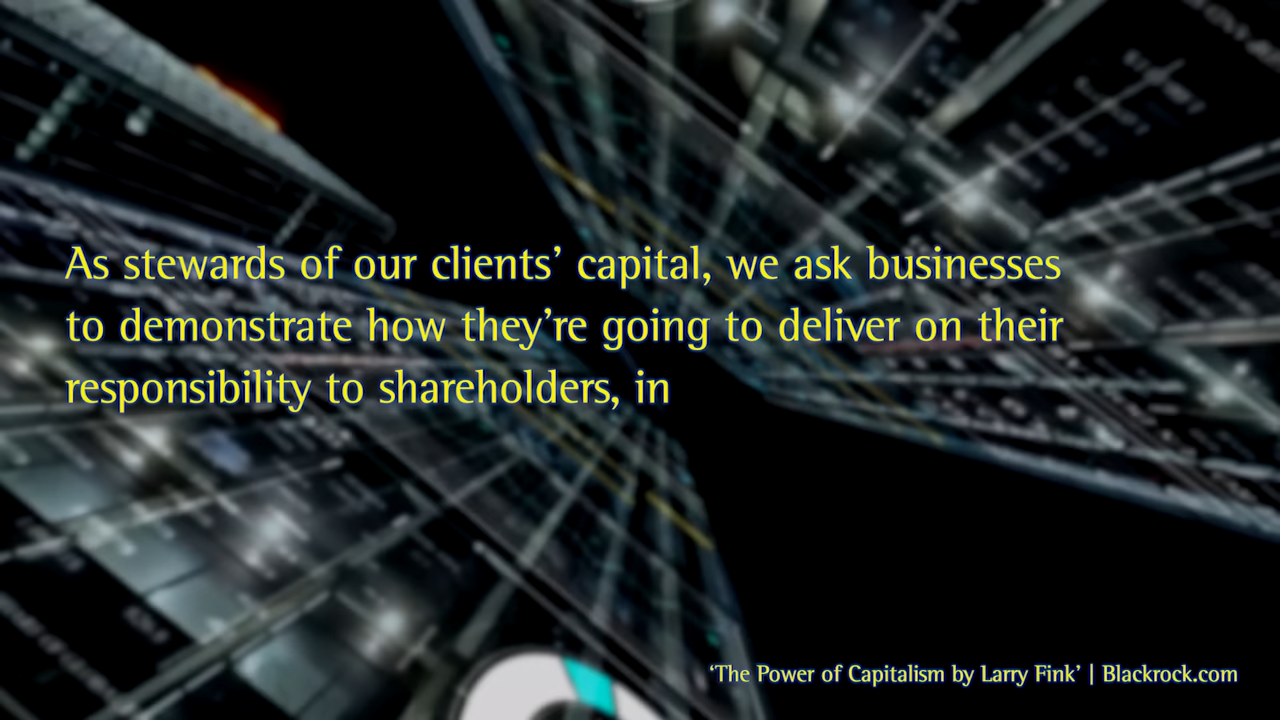 As stewards of our clients’ capital, we ask businesses
to demonstrate how they’re going to deliver on their
responsibility to shareholders, in
‘The Power of Capitalism by Larry Fink’ | Blackrock.com